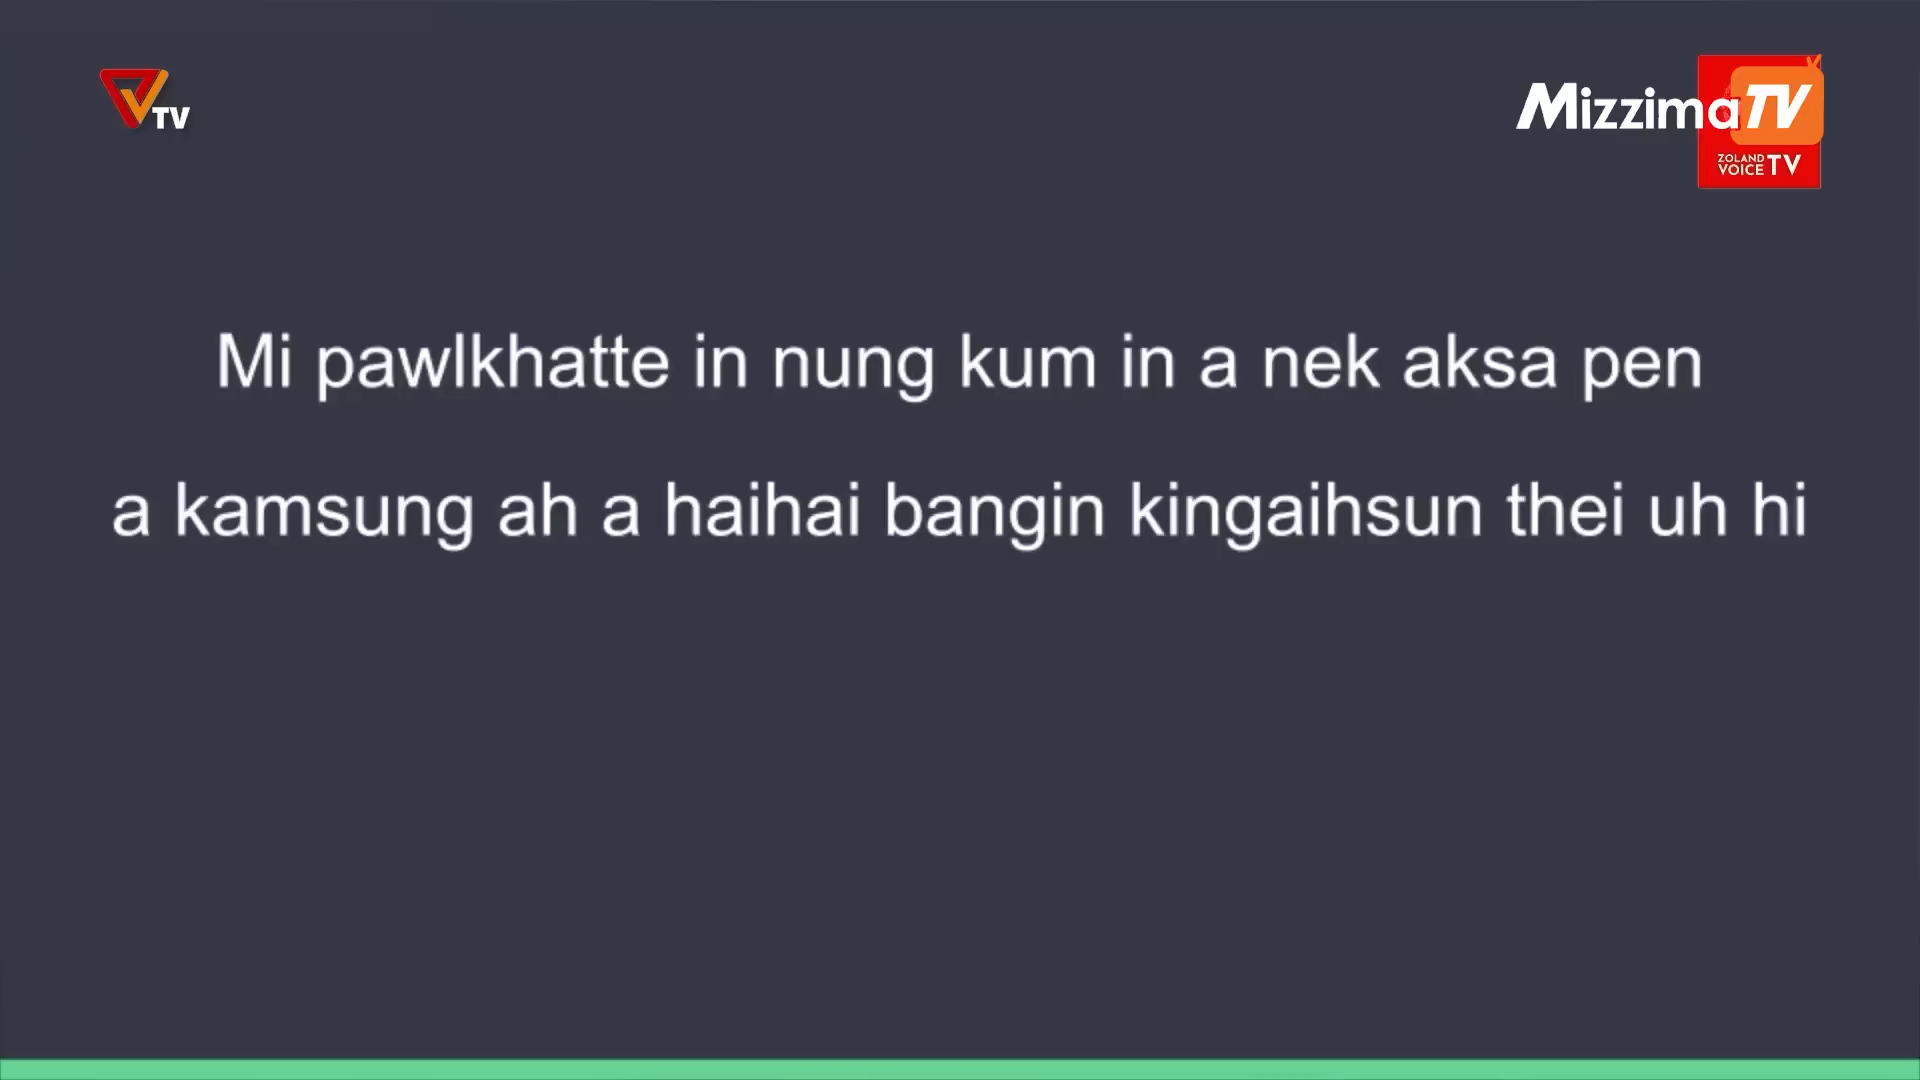 TV
MizzimaTV
ZOLAND
VOICE TV
Mi pawlkhatte in nung kum in a nek aksa pen
a kamsung ah a haihai bangin kingaihsun thei uh hi